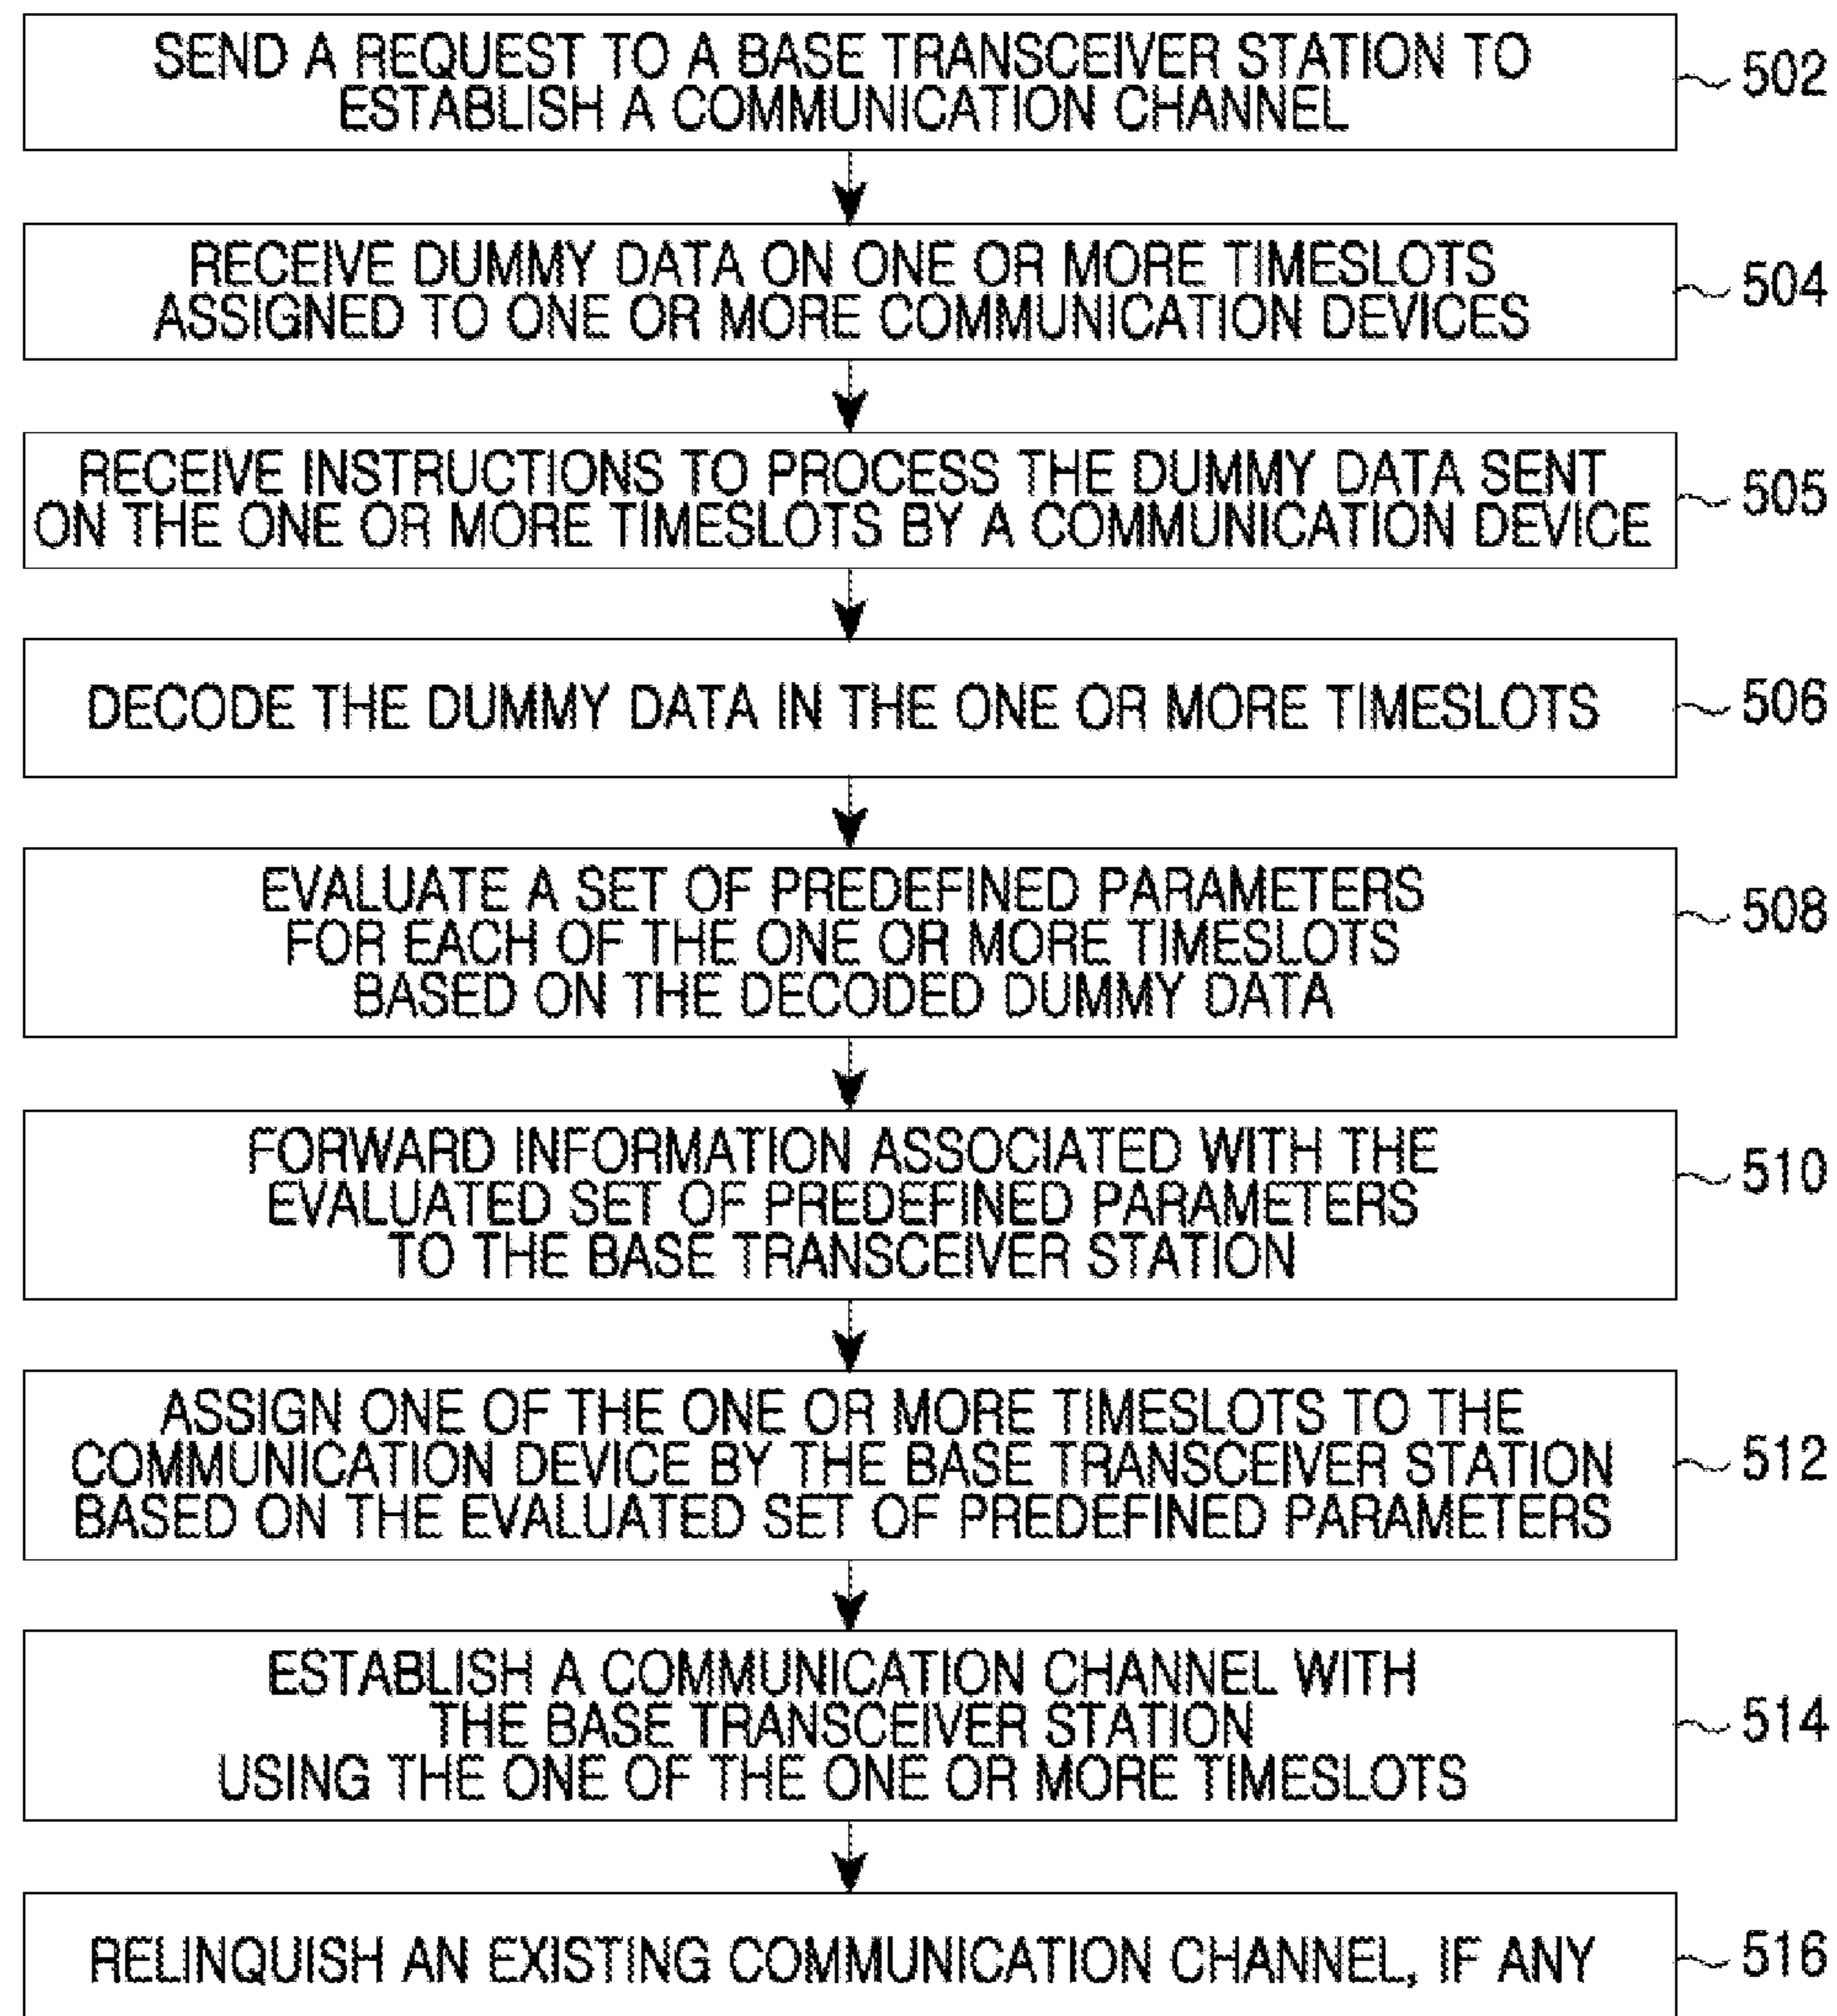 SEND A REQUEST TO A BASE TRANSCEIVER STATION TO
ESTABLISH A COMMUNICATION CHANNEL
502
RECEIVE DUMMY DATA ON ONE OR MORE TIMESLOTS
ASSIGNED TO ONE OR MORE COMMUNICATION DEVICES
504
RECEIVE INSTRUCTIONS TO PROCESS THE DUMMY DATA SENT
ON THE ONE OR MORE TIMESLOTS BY A COMMUNICATION DEVICE
505
DECODE THE DUMMY DATA IN THE ONE OR MORE TIMESLOTS
506
EVALUATE A SET OF PREDEFINED PARAMETERS
FOR EACH OF THE ONE OR MORE TIMESLOTS
BASED ON THE DECODED DUMMY DATA
508
FORWARD INFORMATION ASSOCIATED WITH THE
EVALUATED SET OF PREDEFINED PARAMETERS
TO THE BASE TRANSCEIVER STATION
510
ASSIGN ONE OF THE ONE OR MORE TIMESLOTS TO THE
COMMUNICATION DEVICE BY THE BASE TRANSCEIVER STATION
BASED ON THE EVALUATED SET OF PREDEFINED PARAMETERS
512
ESTABLISH A COMMUNICATION CHANNEL WITH
THE BASE TRANSCEIVER STATION
USING THE ONE OF THE ONE OR MORE TIMESLOTS
514
RELINQUISH AN EXISTING COMMUNICATION CHANNEL, IF ANY
516